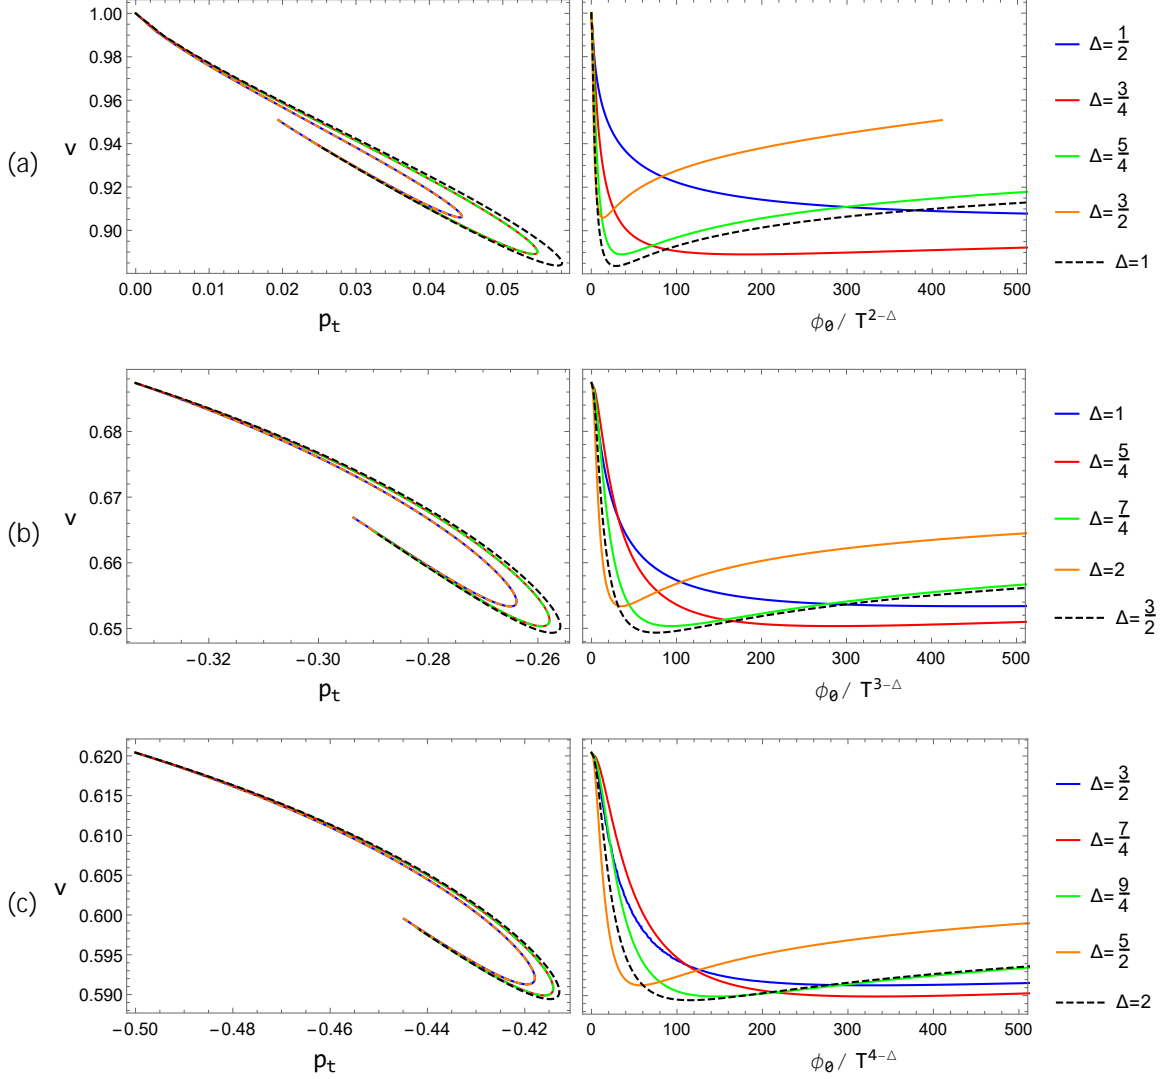 (a)
v
1.00
0.98
0.96
0.94
0.92
0.90
0.00 0.01 0.02 0.03 0.04 0.05
pₜ
0 100 200 300 400 500
ϕ₀ / T²⁻Δ
Δ=1/2
Δ=3/4
Δ=5/4
Δ=3/2
Δ=1
(b)
v
0.68
0.67
0.66
0.65
−0.32 −0.30 −0.28 −0.26
pₜ
0 100 200 300 400 500
ϕ₀ / T³⁻Δ
Δ=1
Δ=5/4
Δ=7/4
Δ=2
Δ=3/2
(c)
v
0.620
0.615
0.610
0.605
0.600
0.595
0.590
−0.50 −0.48 −0.46 −0.44 −0.42
pₜ
0 100 200 300 400 500
ϕ₀ / T⁴⁻Δ
Δ=3/2
Δ=7/4
Δ=9/4
Δ=5/2
Δ=2